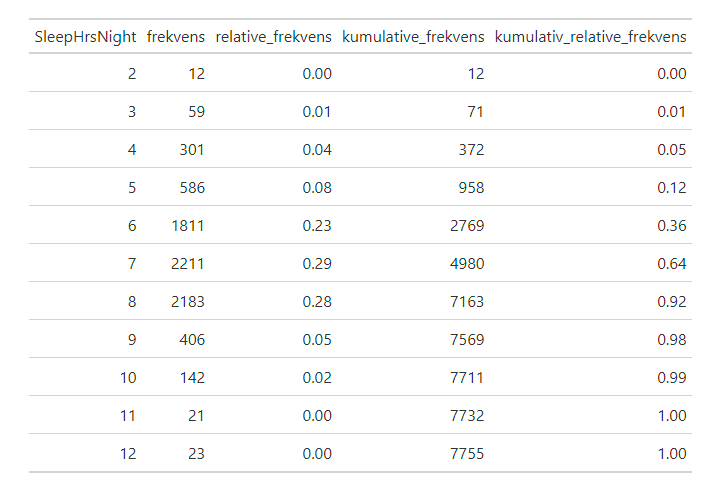 SleepHrsNight frekvens relative_frekvens kumulative_frekvens kumulativ_relative_frekvens
2 12 0.00 12 0.00
3 59 0.01 71 0.01
4 301 0.04 372 0.05
5 586 0.08 958 0.12
6 1811 0.23 2769 0.36
7 2211 0.29 4980 0.64
8 2183 0.28 7163 0.92
9 406 0.05 7569 0.98
10 142 0.02 7711 0.99
11 21 0.00 7732 1.00
12 23 0.00 7755 1.00